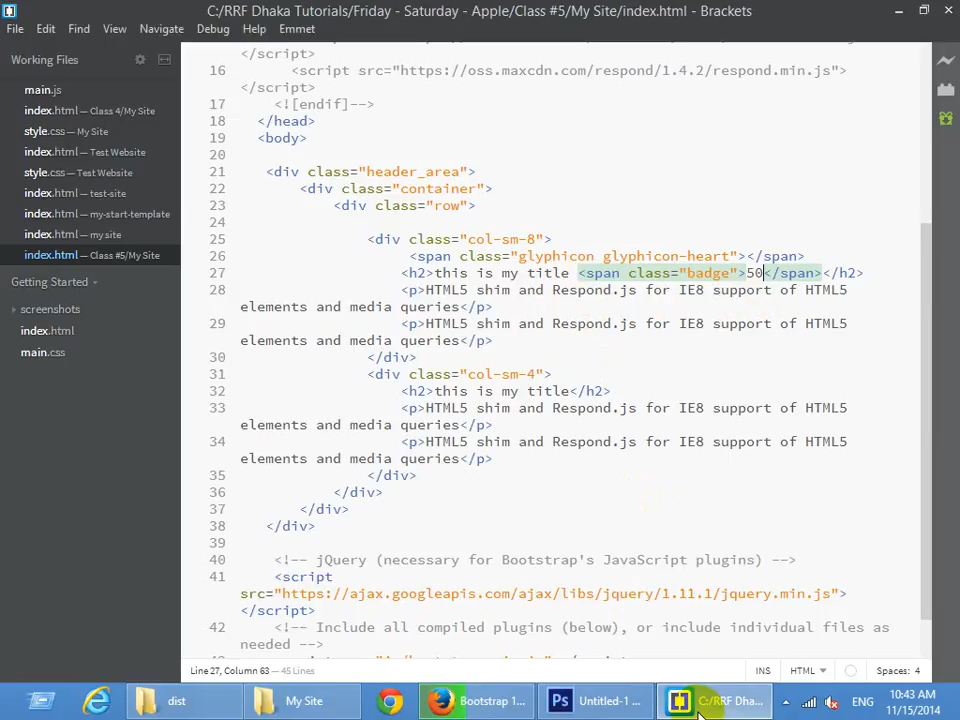 C:/RRF Dhaka Tutorials/Friday - Saturday - Apple/Class #5/My Site/index.html - Brackets
File Edit Find View Navigate Debug Help Emmet
Working Files
main.js
index.html — Class 4/My Site
style.css — My Site
index.html — Test Website
style.css — Test Website
index.html — test-site
index.html — my-start-template
index.html — my site
index.html — Class #5/My Site
Getting Started
screenshots
index.html
main.css
</script>
16 <script src="https://oss.maxcdn.com/respond/1.4.2/respond.min.js">
</script>
17 <![endif]-->
18 </head>
19 <body>
20
21 <div class="header_area">
22 <div class="container">
23 <div class="row">
24
25 <div class="col-sm-8">
26 <span class="glyphicon glyphicon-heart"></span>
27 <h2>this is my title <span class="badge">50</span></h2>
28 <p>HTML5 shim and Respond.js for IE8 support of HTML5
elements and media queries</p>
29 <p>HTML5 shim and Respond.js for IE8 support of HTML5
elements and media queries</p>
30 </div>
31 <div class="col-sm-4">
32 <h2>this is my title</h2>
33 <p>HTML5 shim and Respond.js for IE8 support of HTML5
elements and media queries</p>
34 <p>HTML5 shim and Respond.js for IE8 support of HTML5
elements and media queries</p>
35 </div>
36 </div>
37 </div>
38 </div>
39
40 <!-- jQuery (necessary for Bootstrap's JavaScript plugins) -->
41 <script
src="https://ajax.googleapis.com/ajax/libs/jquery/1.11.1/jquery.min.js">
</script>
42 <!-- Include all compiled plugins (below), or include individual files as
needed -->
Line 27, Column 63 — 45 Lines
INS HTML Spaces: 4
dist My Site Bootstrap 1... Untitled-1 ... C:/RRF Dha... ENG
10:43 AM
11/15/2014